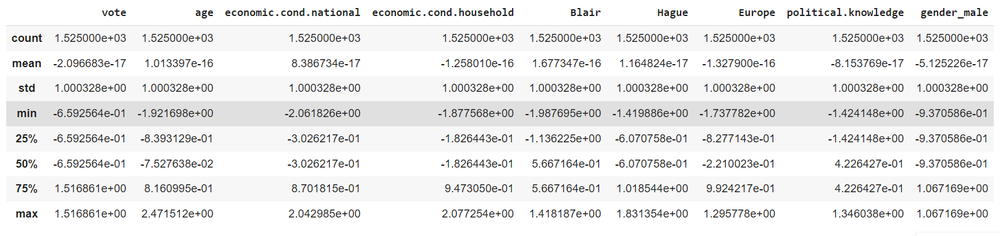 vote age economic.cond.national economic.cond.household Blair Hague Europe political.knowledge gender_male
count 1.525000e+03 1.525000e+03 1.525000e+03 1.525000e+03 1.525000e+03 1.525000e+03 1.525000e+03 1.525000e+03 1.525000e+03
mean -2.096683e-17 1.013397e-16 8.386734e-17 -1.258010e-16 1.677347e-16 1.164824e-17 -1.327900e-16 -8.153769e-17 -5.125226e-17
std 1.000328e+00 1.000328e+00 1.000328e+00 1.000328e+00 1.000328e+00 1.000328e+00 1.000328e+00 1.000328e+00 1.000328e+00
min -6.592564e-01 -1.921698e+00 -2.061826e+00 -1.877568e+00 -1.987695e+00 -1.419886e+00 -1.737782e+00 -1.424148e+00 -9.370586e-01
25% -6.592564e-01 -8.393129e-01 -3.026217e-01 -1.826443e-01 -1.136225e+00 -6.070758e-01 -8.277143e-01 -1.424148e+00 -9.370586e-01
50% -6.592564e-01 -7.527638e-02 -3.026217e-01 -1.826443e-01 5.667164e-01 -6.070758e-01 -2.210023e-01 4.226427e-01 -9.370586e-01
75% 1.516861e+00 8.160995e-01 8.701815e-01 9.473050e-01 5.667164e-01 1.018544e+00 9.924217e-01 4.226427e-01 1.067169e+00
max 1.516861e+00 2.471512e+00 2.042985e+00 2.077254e+00 1.418187e+00 1.831354e+00 1.295778e+00 1.346038e+00 1.067169e+00